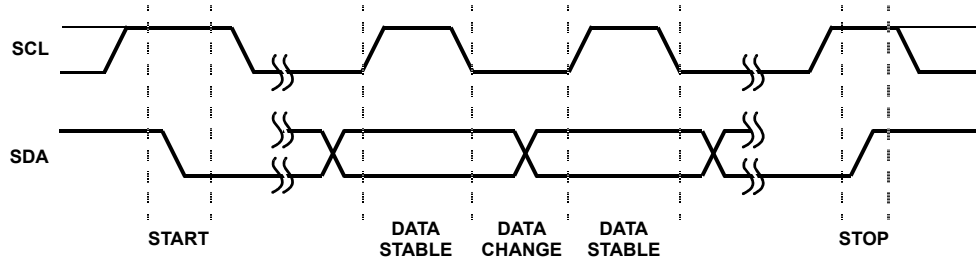 SCL
SDA
START
DATA
STABLE
DATA
CHANGE
DATA
STABLE
STOP